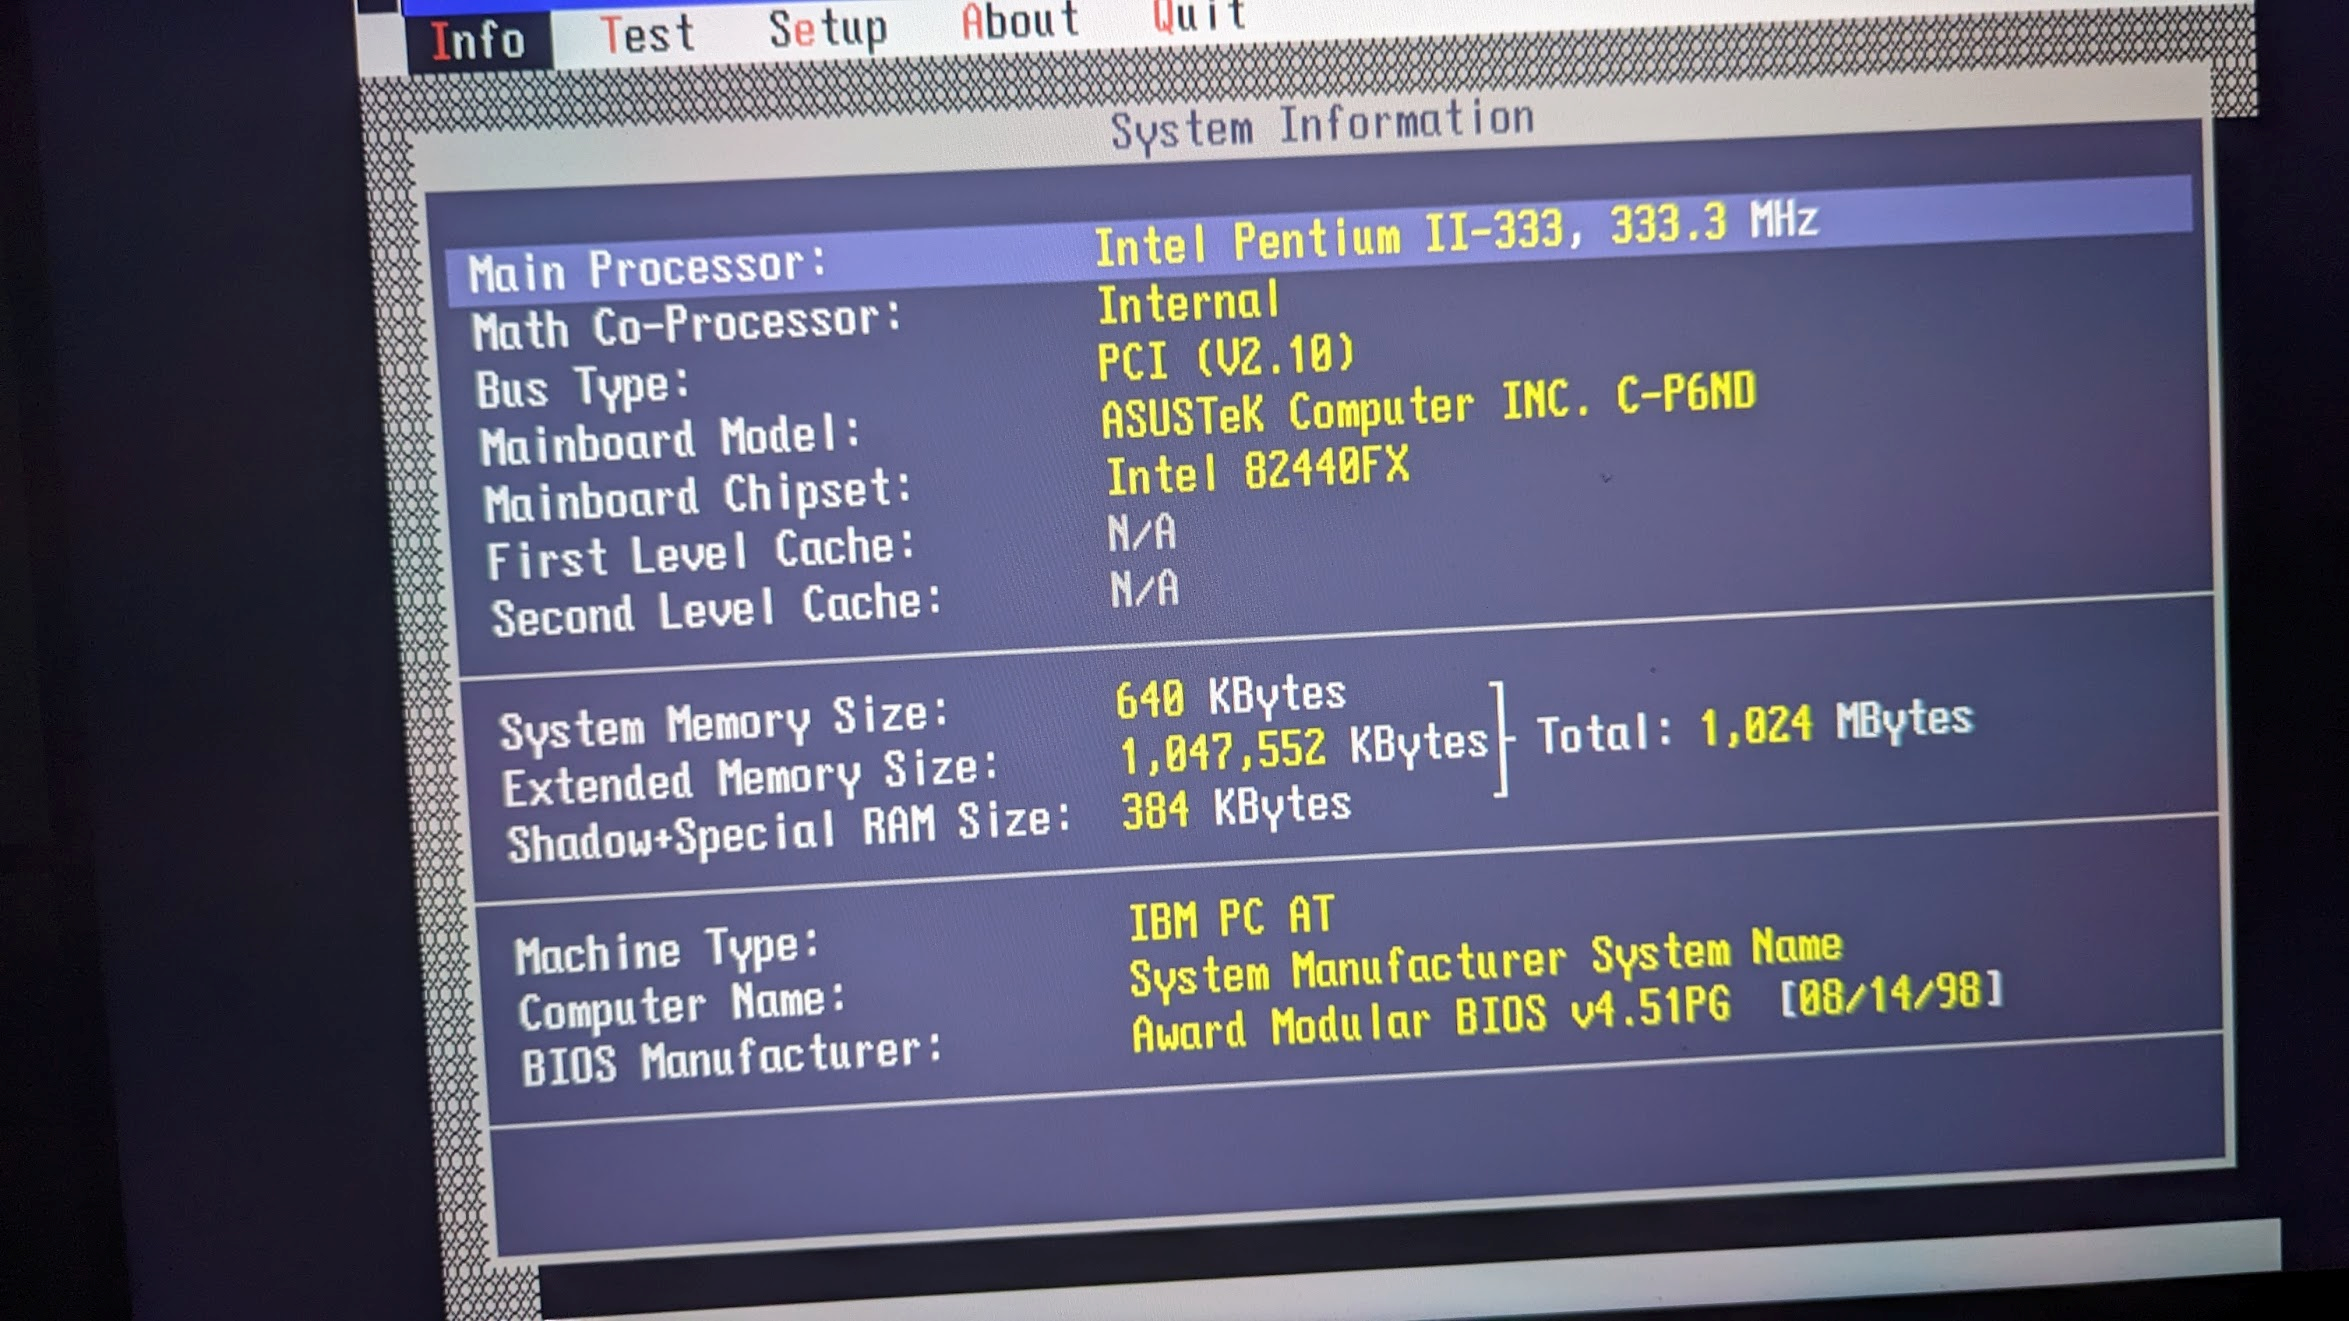 Info Test Setup About Quit
System Information
Main Processor: Intel Pentium II-333, 333.3 MHz
Math Co-Processor: Internal
Bus Type: PCI (V2.10)
Mainboard Model: ASUSTeK Computer INC. C-P6ND
Mainboard Chipset: Intel 82440FX
First Level Cache: N/A
Second Level Cache: N/A
System Memory Size: 640 KBytes
Extended Memory Size: 1,047,552 KBytes Total: 1,024 MBytes
Shadow+Special RAM Size: 384 KBytes
Machine Type: IBM PC AT
Computer Name: System Manufacturer System Name
BIOS Manufacturer: Award Modular BIOS v4.51PG [08/14/98]